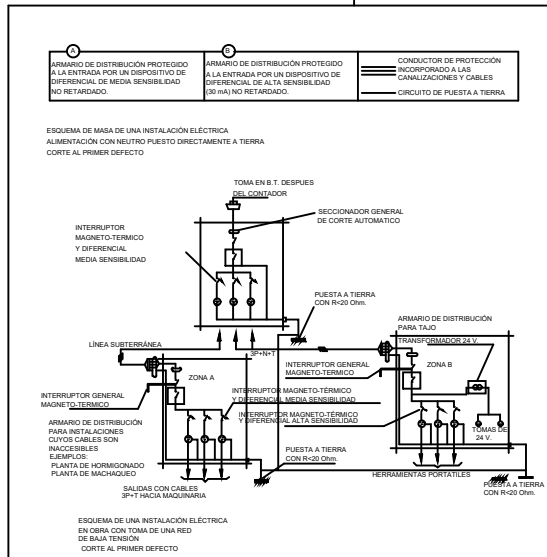 A
ARMARIO DE DISTRIBUCIÓN PROTEGIDO
A LA ENTRADA POR UN DISPOSITIVO DE
DIFERENCIAL DE MEDIA SENSIBILIDAD
NO RETARDADO.
B
ARMARIO DE DISTRIBUCIÓN PROTEGIDO
A LA ENTRADA POR UN DISPOSITIVO DE
DIFERENCIAL DE ALTA SENSIBILIDAD
(30 mA) NO RETARDADO.
CONDUCTOR DE PROTECCIÓN
INCORPORADO A LAS
CANALIZACIONES Y CABLES
CIRCUITO DE PUESTA A TIERRA
ESQUEMA DE MASA DE UNA INSTALACIÓN ELÉCTRICA
ALIMENTACIÓN CON NEUTRO PUESTO DIRECTAMENTE A TIERRA
CORTE AL PRIMER DEFECTO
TOMA EN B.T. DESPUES
DEL CONTADOR
SECCIONADOR GENERAL
DE CORTE AUTOMATICO
INTERRUPTOR
MAGNETO-TERMICO
Y DIFERENCIAL
MEDIA SENSIBILIDAD
PUESTA A TIERRA
CON R<20 Ohm.
ARMARIO DE DISTRIBUCIÓN
PARA TAJO
TRANSFORMADOR 24 V.
LÍNEA SUBTERRÁNEA
3P+N+T
INTERRUPTOR GENERAL
MAGNETO-TERMICO
ZONA B
ZONA A
INTERRUPTOR GENERAL
MAGNETO-TERMICO
INTERRUPTOR MAGNETO-TÉRMICO
Y DIFERENCIAL MEDIA SENSIBILIDAD
INTERRUPTOR MAGNETO-TÉRMICO
Y DIFERENCIAL ALTA SENSIBILIDAD
TOMAS DE
24 V.
ARMARIO DE DISTRIBUCIÓN
PARA INSTALACIONES
CUYOS CABLES SON
INACCESIBLES
EJEMPLOS:
PLANTA DE HORMIGONADO
PLANTA DE MACHAQUEO
PUESTA A TIERRA
CON R<20 Ohm.
HERRAMIENTAS PORTATILES
PUESTA A TIERRA
CON R<20 Ohm.
SALIDAS CON CABLES
3P+T HACIA MAQUINARIA
ESQUEMA DE UNA INSTALACIÓN ELÉCTRICA
EN OBRA CON TOMA DE UNA RED
DE BAJA TENSIÓN
CORTE AL PRIMER DEFECTO